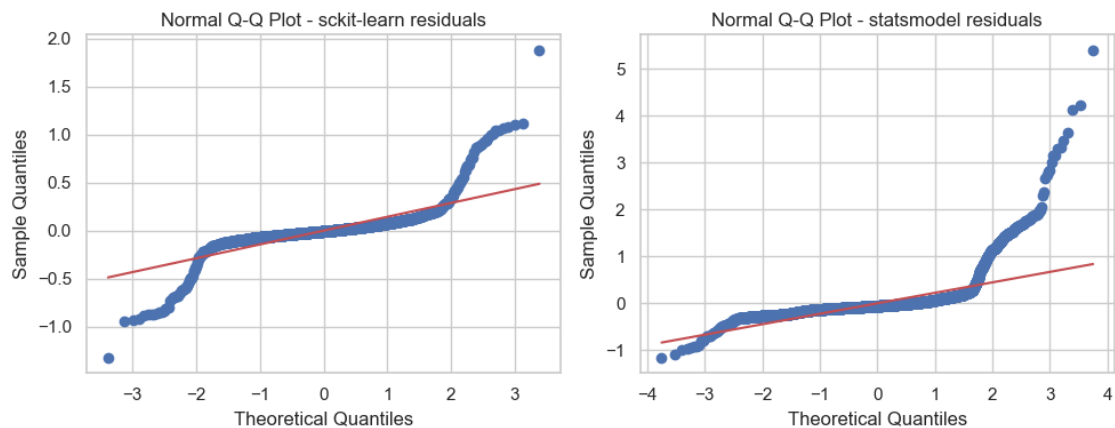 Normal Q-Q Plot - sckit-learn residuals
2.0
1.5
1.0
0.5
0.0
−0.5
−1.0
Sample Quantiles
−3 −2 −1 0 1 2 3
Theoretical Quantiles
Normal Q-Q Plot - statsmodel residuals
5
4
3
2
1
0
−1
Sample Quantiles
−4 −3 −2 −1 0 1 2 3 4
Theoretical Quantiles